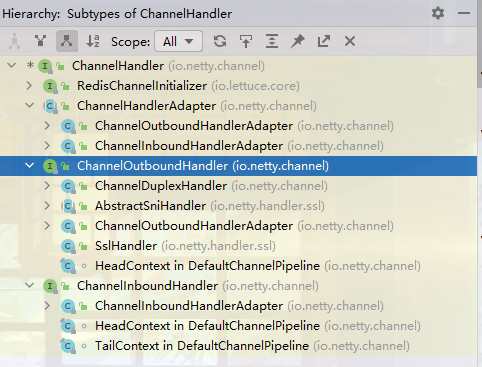 Hierarchy: Subtypes of ChannelHandler
Scope: All
* ChannelHandler (io.netty.channel)
RedisChannelInitializer (io.lettuce.core)
ChannelHandlerAdapter (io.netty.channel)
ChannelOutboundHandlerAdapter (io.netty.channel)
ChannelInboundHandlerAdapter (io.netty.channel)
ChannelOutboundHandler (io.netty.channel)
ChannelDuplexHandler (io.netty.channel)
AbstractSniHandler (io.netty.handler.ssl)
ChannelOutboundHandlerAdapter (io.netty.channel)
SslHandler (io.netty.handler.ssl)
HeadContext in DefaultChannelPipeline (io.netty.channel)
ChannelInboundHandler (io.netty.channel)
ChannelInboundHandlerAdapter (io.netty.channel)
HeadContext in DefaultChannelPipeline (io.netty.channel)
TailContext in DefaultChannelPipeline (io.netty.channel)